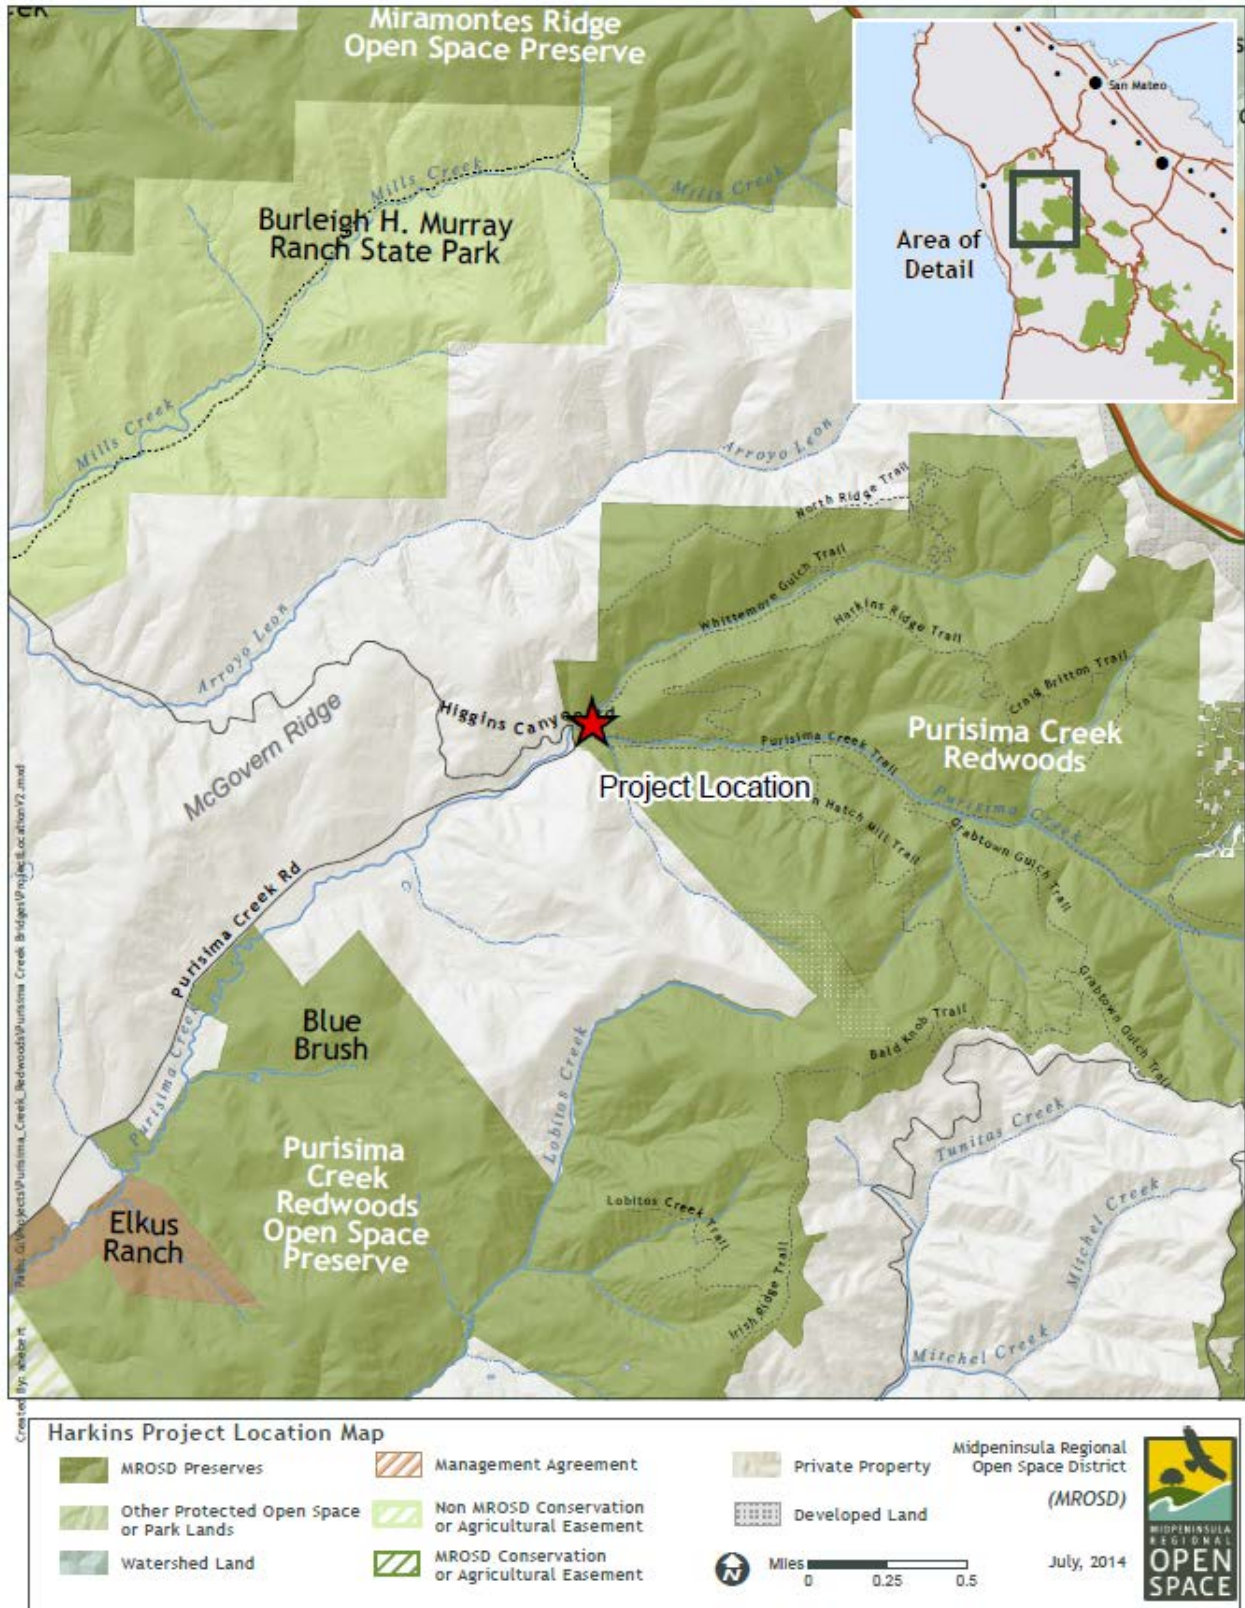 Miramontes Ridge
Open Space Preserve
San Mateo
Area of
Detail
Mills Creek
Mills Creek
Burleigh H. Murray
Ranch State Park
Mills Creek
Arroyo Leon
North Ridge Trail
Whittemore Gulch Trail
Harkins Ridge Trail
Arroyo Leon
Craig Britton Trail
McGovern Ridge
Higgins Canyon Rd
Purisima Creek Trail
Purisima Creek
Redwoods
Project Location
Purisima Creek
Hatch Mill Trail
Grabtown Gulch Trail
Purisima Creek Rd
Grabtown Gulch Trail
Blue
Brush
Bald Knob Trail
Purisima Creek
Lobitos Creek
Tunitas Creek
Purisima
Creek
Redwoods
Open Space
Preserve
Lobitos Creek Trail
Mitchel Creek
Elkus
Ranch
Irish Ridge Trail
Mitchel Creek
Harkins Project Location Map
MROSD Preserves
Other Protected Open Space
or Park Lands
Watershed Land
Management Agreement
Non MROSD Conservation
or Agricultural Easement
MROSD Conservation
or Agricultural Easement
Private Property
Developed Land
N
Miles
0 0.25 0.5
Midpeninsula Regional
Open Space District
(MROSD)
July, 2014
MIDPENINSULA
REGIONAL
OPEN
SPACE